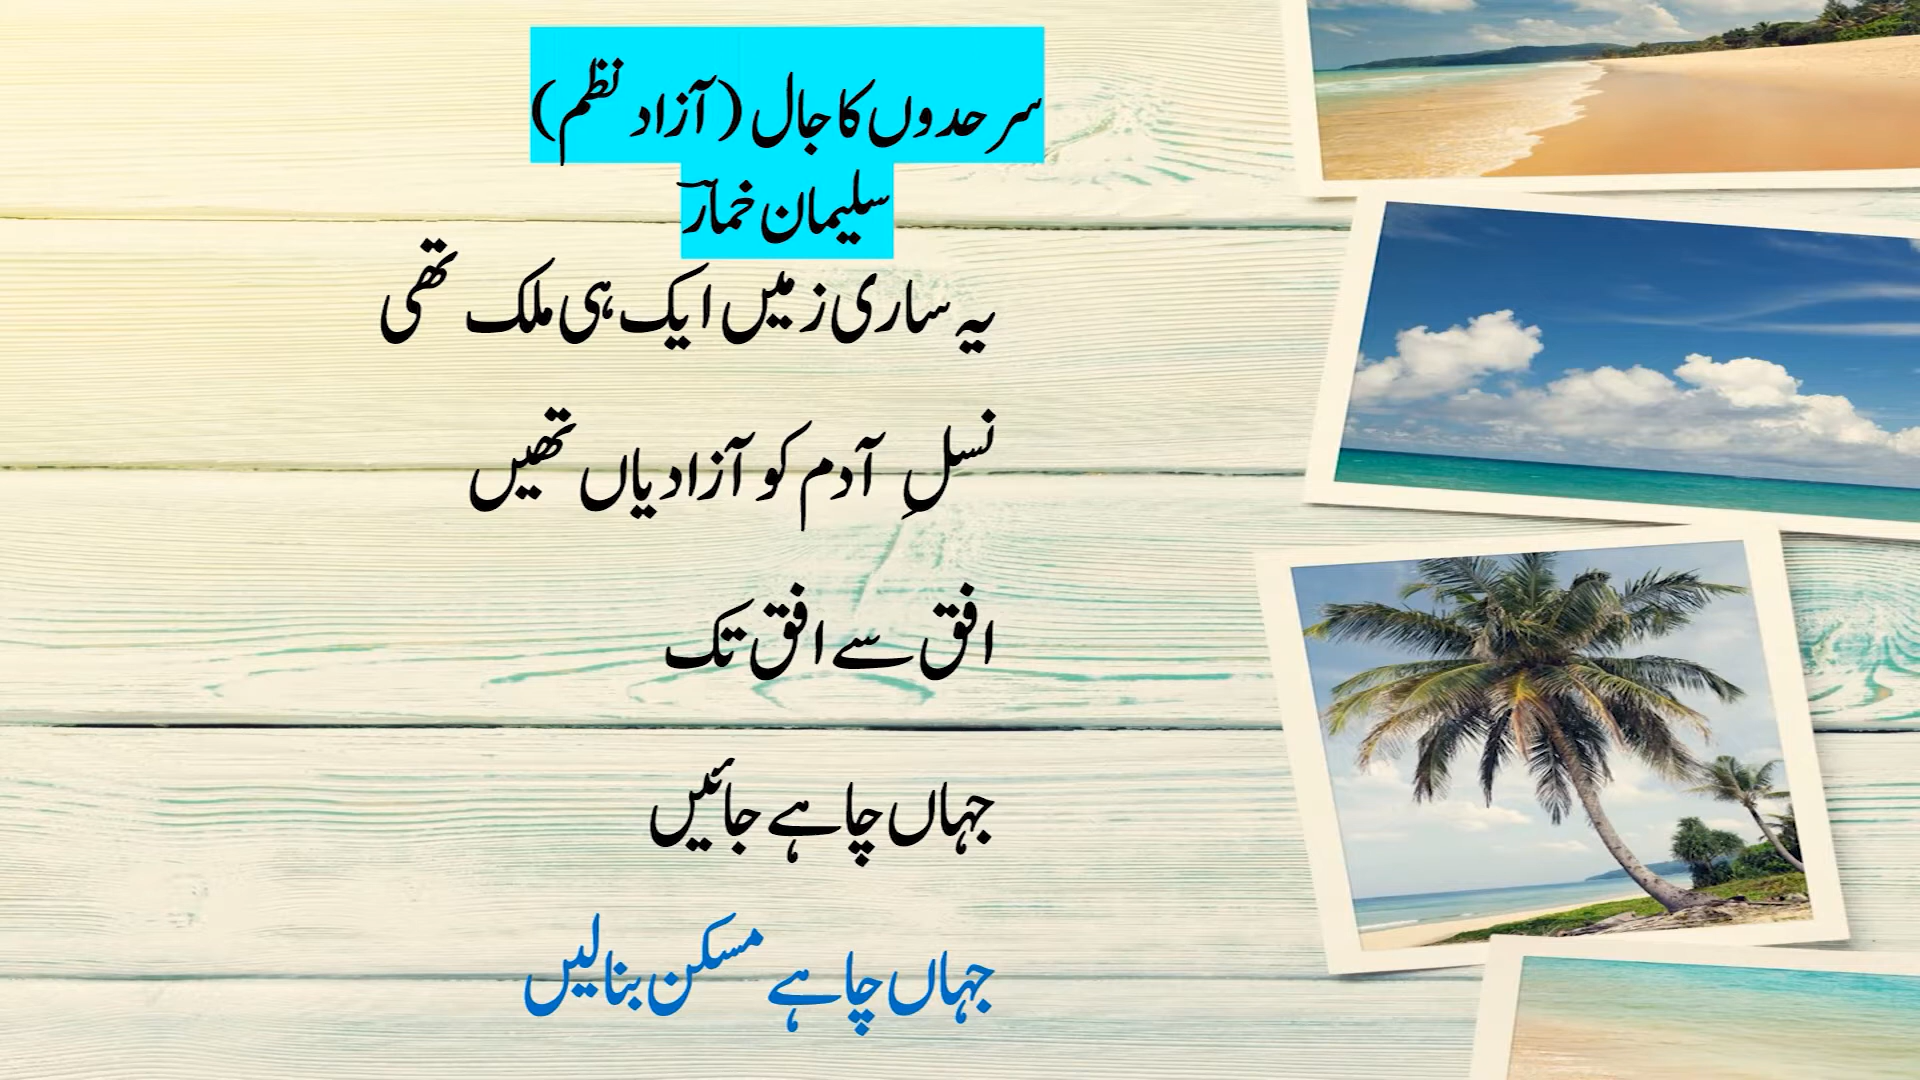 سرحدوں کا جال (آزاد نظم)
سلیمان خمارؔ
یہ ساری زمیں ایک ہی ملک تھی
نسلِ آدم کو آزادیاں تھیں
افق سے افق تک
جہاں چاہے جائیں
جہاں چاہے مسکن بنالیں